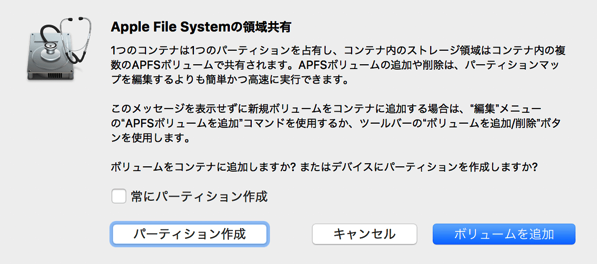 Apple File Systemの領域共有
1つのコンテナは1つのパーティションを占有し、コンテナ内のストレージ領域はコンテナ内の複
数のAPFSボリュームで共有されます。APFSボリュームの追加や削除は、パーティションマッ
プを編集するよりも簡単かつ高速に実行できます。
このメッセージを表示せずに新規ボリュームをコンテナに追加する場合は、"編集"メニュー
の"APFSボリュームを追加"コマンドを使用するか、ツールバーの"ボリュームを追加/削除"ボタ
ンを使用します。
ボリュームをコンテナに追加しますか? またはデバイスにパーティションを作成しますか?
常にパーティション作成
パーティション作成 キャンセル ボリュームを追加